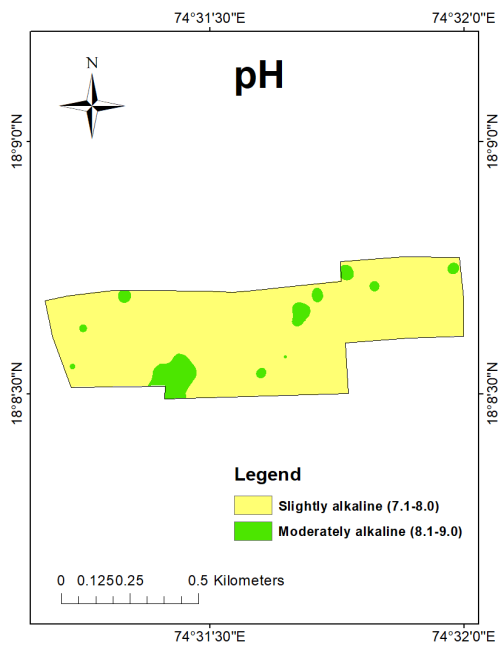 74°31'30"E 74°32'0"E
N
pH
18°9'0"N 18°9'0"N
18°8'30"N 18°8'30"N
Legend
Slightly alkaline (7.1-8.0)
Moderately alkaline (8.1-9.0)
0 0.1250.25 0.5 Kilometers
74°31'30"E 74°32'0"E